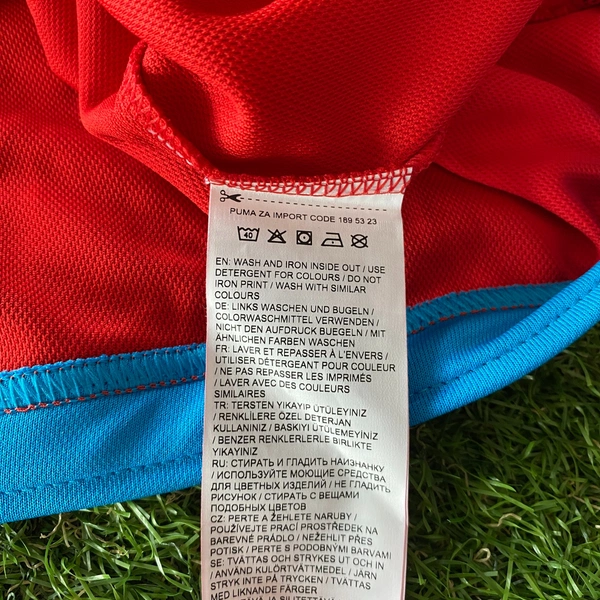 PUMA ZA IMPORT CODE 189 53 23
40
EN: WASH AND IRON INSIDE OUT / USE
DETERGENT FOR COLOURS / DO NOT
IRON PRINT / WASH WITH SIMILAR
COLOURS
DE: LINKS WASCHEN UND BUGELN /
COLORWASCHMITTEL VERWENDEN /
NICHT DEN AUFDRUCK BUEGELN / MIT
ÄHNLICHEN FARBEN WASCHEN
FR: LAVER ET REPASSER À L'ENVERS /
UTILISER DÉTERGEANT POUR COULEUR
/ NE PAS REPASSER LES IMPRIMÉS
/ LAVER AVEC DES COULEURS
SIMILAIRES
TR: TERSTEN YIKAYIP ÜTÜLEYINIZ
/ RENKLILERE ÖZEL DETERJAN
KULLANINIZ / BASKIYI ÜTÜLEMEYINIZ
/ BENZER RENKLERLERLE BIRLIKTE
YIKAYINIZ
RU: СТИРАТЬ И ГЛАДИТЬ НАИЗНАНКУ
/ ИСПОЛЬЗУЙТЕ МОЮЩИЕ СРЕДСТВА
ДЛЯ ЦВЕТНЫХ ИЗДЕЛИЙ / НЕ ГЛАДИТЬ
РИСУНОК / СТИРАТЬ С ВЕЩАМИ
ПОДОБНЫХ ЦВЕТОВ
CZ: PERTE A ŽEHLETE NARUBY /
POUŽÍVEJTE PRACÍ PROSTŘEDEK NA
BAREVNÉ PRÁDLO / NEŽEHLIT PŘES
POTISK / PERTE S PODOBNÝMI BARVAMI
SE: TVÄTTAS OCH STRYKES UT OCH IN
/ ANVÄND KULÖRTVÄTTMEDEL / JÄRN
STRYK INTE PÅ TRYCKEN / TVÄTTAS
MED LIKNANDE FÄRGER